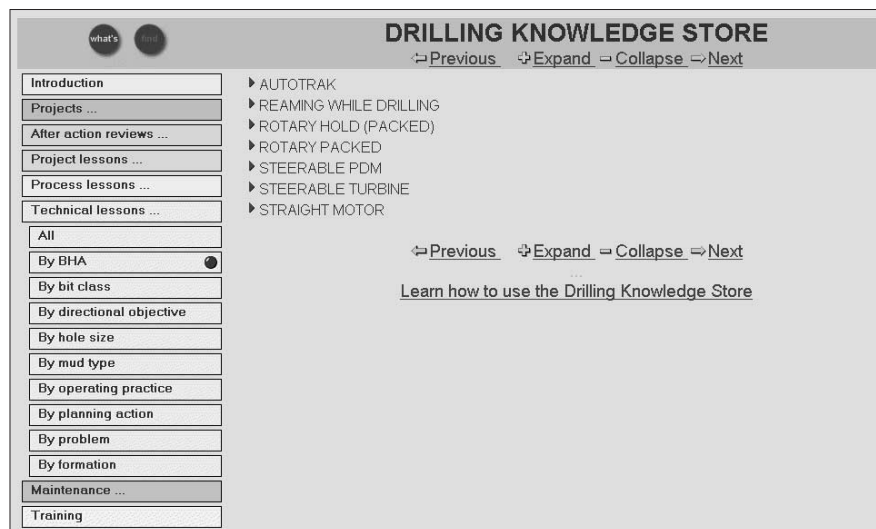 what's find
DRILLING KNOWLEDGE STORE
Previous Expand Collapse Next
Introduction
Projects ...
After action reviews ...
Project lessons ...
Process lessons ...
Technical lessons ...
All
By BHA
By bit class
By directional objective
By hole size
By mud type
By operating practice
By planning action
By problem
By formation
Maintenance ...
Training
AUTOTRAK
REAMING WHILE DRILLING
ROTARY HOLD (PACKED)
ROTARY PACKED
STEERABLE PDM
STEERABLE TURBINE
STRAIGHT MOTOR
Previous Expand Collapse Next
...
Learn how to use the Drilling Knowledge Store